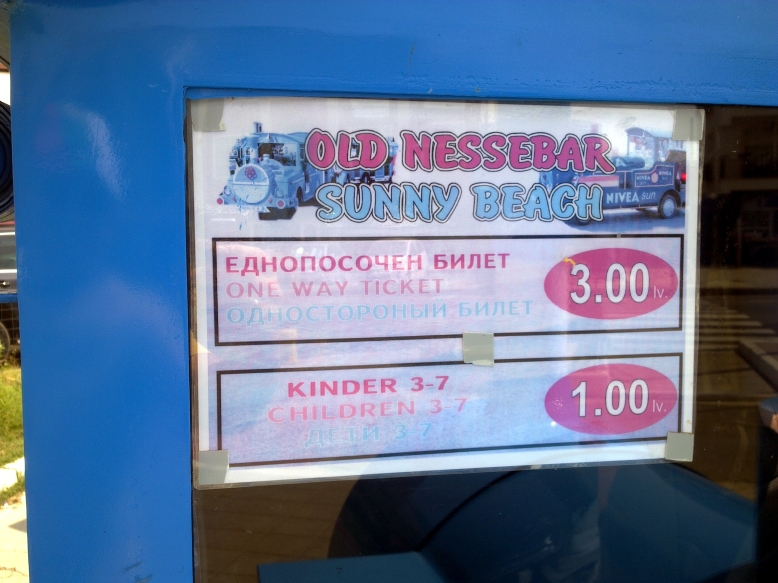 OLD NESSEBAR
SUNNY BEACH
NIVEA
NIVEA sun
ЕДНОПОСОЧЕН БИЛЕТ
ONE WAY TICKET
ОДНОСТОРОНЫЙ БИЛЕТ
3.00 lv.
KINDER 3-7
CHILDREN 3-7
ДЕТИ 3-7
1.00 lv.